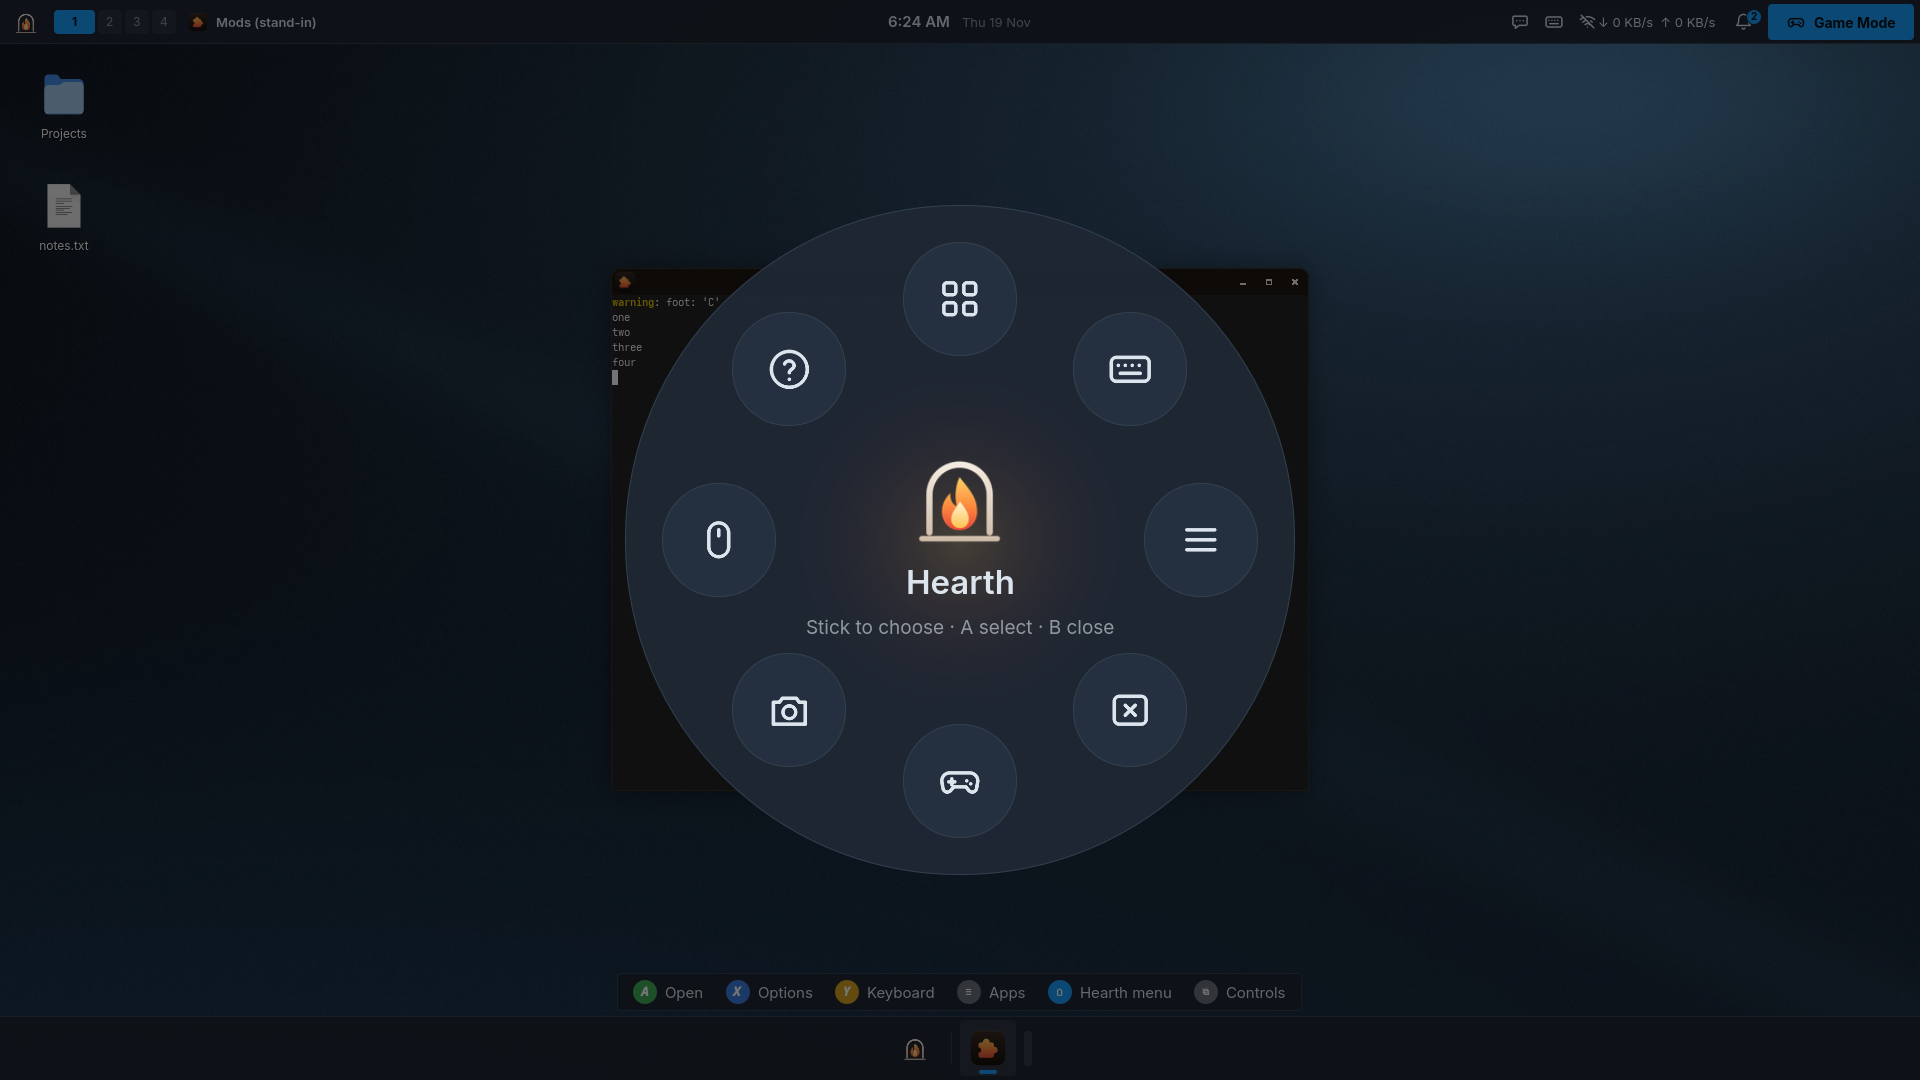 1 2 3 4 Mods (stand-in) 6:24 AM Thu 19 Nov 0 KB/s 0 KB/s 2 Game Mode
Projects
notes.txt
warning: foot: 'C'
one
two
three
four
Hearth
Stick to choose · A select · B close
A Open X Options Y Keyboard Apps Hearth menu Controls